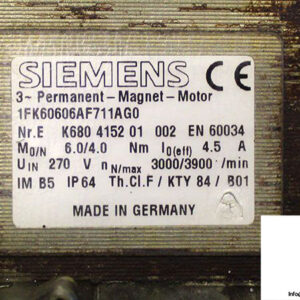 SIEMENS CE
3~ Permanent-Magnet-Motor
1FK60606AF711AG0
Nr.E K680 4152 01 002 EN 60034
M0/N 6.0/4.0 Nm I0(eff) 4.5 A
UIN 270 V nN/max 3000/3900 /min
IM B5 IP 64 Th.Cl.F / KTY 84 / B01
MADE IN GERMANY